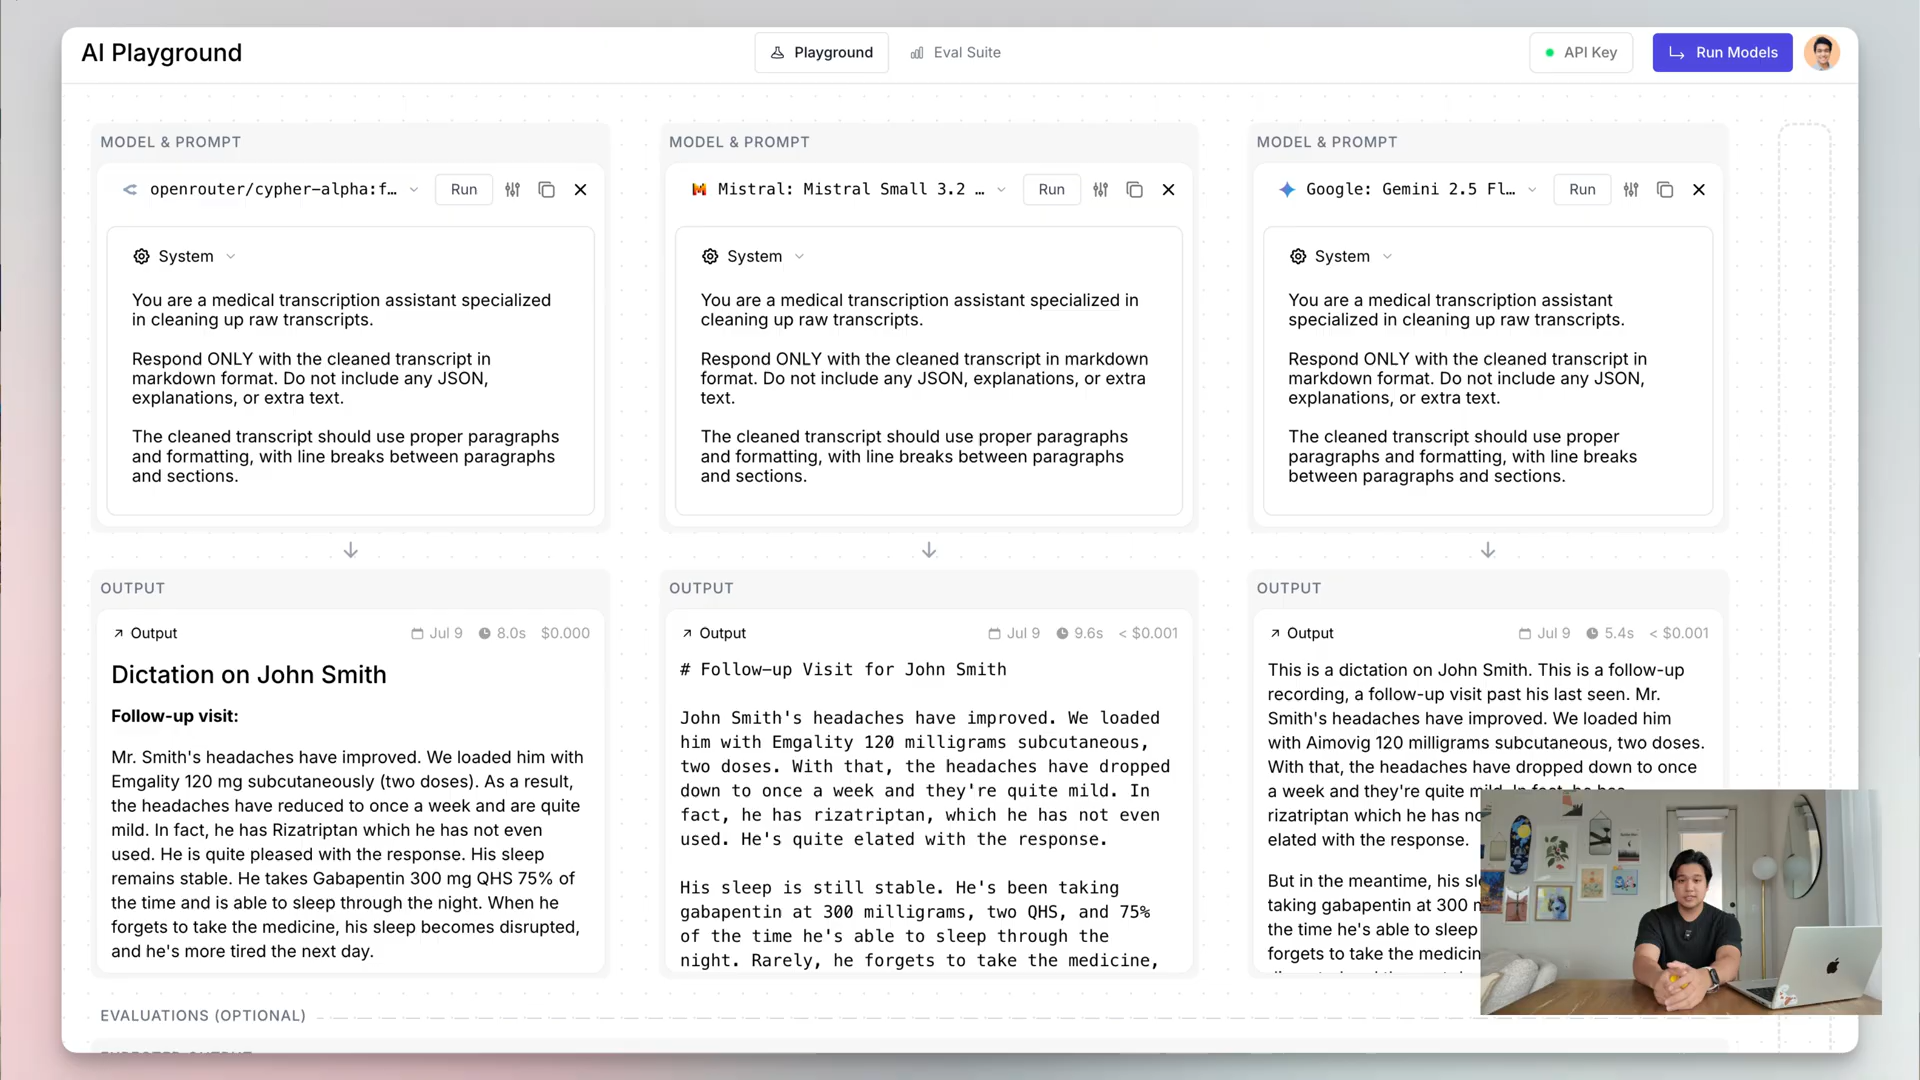 AI Playground
Playground
Eval Suite
API Key
Run Models
MODEL & PROMPT
openrouter/cypher-alpha:f…
Run
System
You are a medical transcription assistant specialized
in cleaning up raw transcripts.
Respond ONLY with the cleaned transcript in
markdown format. Do not include any JSON,
explanations, or extra text.
The cleaned transcript should use proper paragraphs
and formatting, with line breaks between paragraphs
and sections.
OUTPUT
Output
Jul 9
8.0s
$0.000
Dictation on John Smith
Follow-up visit:
Mr. Smith's headaches have improved. We loaded him with
Emgality 120 mg subcutaneously (two doses). As a result,
the headaches have reduced to once a week and are quite
mild. In fact, he has Rizatriptan which he has not even
used. He is quite pleased with the response. His sleep
remains stable. He takes Gabapentin 300 mg QHS 75% of
the time and is able to sleep through the night. When he
forgets to take the medicine, his sleep becomes disrupted,
and he's more tired the next day.
MODEL & PROMPT
Mistral: Mistral Small 3.2 …
Run
System
You are a medical transcription assistant specialized in
cleaning up raw transcripts.
Respond ONLY with the cleaned transcript in markdown
format. Do not include any JSON, explanations, or extra
text.
The cleaned transcript should use proper paragraphs
and formatting, with line breaks between paragraphs
and sections.
OUTPUT
Output
Jul 9
9.6s
< $0.001
# Follow-up Visit for John Smith
John Smith's headaches have improved. We loaded
him with Emgality 120 milligrams subcutaneous,
two doses. With that, the headaches have dropped
down to once a week and they're quite mild. In
fact, he has rizatriptan, which he has not even
used. He's quite elated with the response.
His sleep is still stable. He's been taking
gabapentin at 300 milligrams, two QHS, and 75%
of the time he's able to sleep through the
night. Rarely, he forgets to take the medicine,
MODEL & PROMPT
Google: Gemini 2.5 Fl…
Run
System
You are a medical transcription assistant
specialized in cleaning up raw transcripts.
Respond ONLY with the cleaned transcript in
markdown format. Do not include any JSON,
explanations, or extra text.
The cleaned transcript should use proper
paragraphs and formatting, with line breaks
between paragraphs and sections.
OUTPUT
Output
Jul 9
5.4s
< $0.001
This is a dictation on John Smith. This is a follow-up
recording, a follow-up visit past his last seen. Mr.
Smith's headaches have improved. We loaded him
with Aimovig 120 milligrams subcutaneous, two doses.
With that, the headaches have dropped down to once
a week and they're quite mild. In fact, he has
rizatriptan which he has no
elated with the response.
But in the meantime, his sle
taking gabapentin at 300 m
the time he's able to sleep
forgets to take the medicin
EVALUATIONS (OPTIONAL)